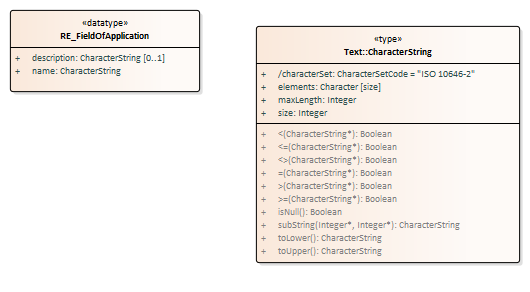 «datatype»
RE_FieldOfApplication
+ description: CharacterString [0..1]
+ name: CharacterString
«type»
Text::CharacterString
+ /characterSet: CharacterSetCode = "ISO 10646-2"
+ elements: Character [size]
+ maxLength: Integer
+ size: Integer
+ <(CharacterString*): Boolean
+ <=(CharacterString*): Boolean
+ <>(CharacterString*): Boolean
+ =(CharacterString*): Boolean
+ >(CharacterString*): Boolean
+ >=(CharacterString*): Boolean
+ isNull(): Boolean
+ subString(Integer*, Integer*): CharacterString
+ toLower(): CharacterString
+ toUpper(): CharacterString